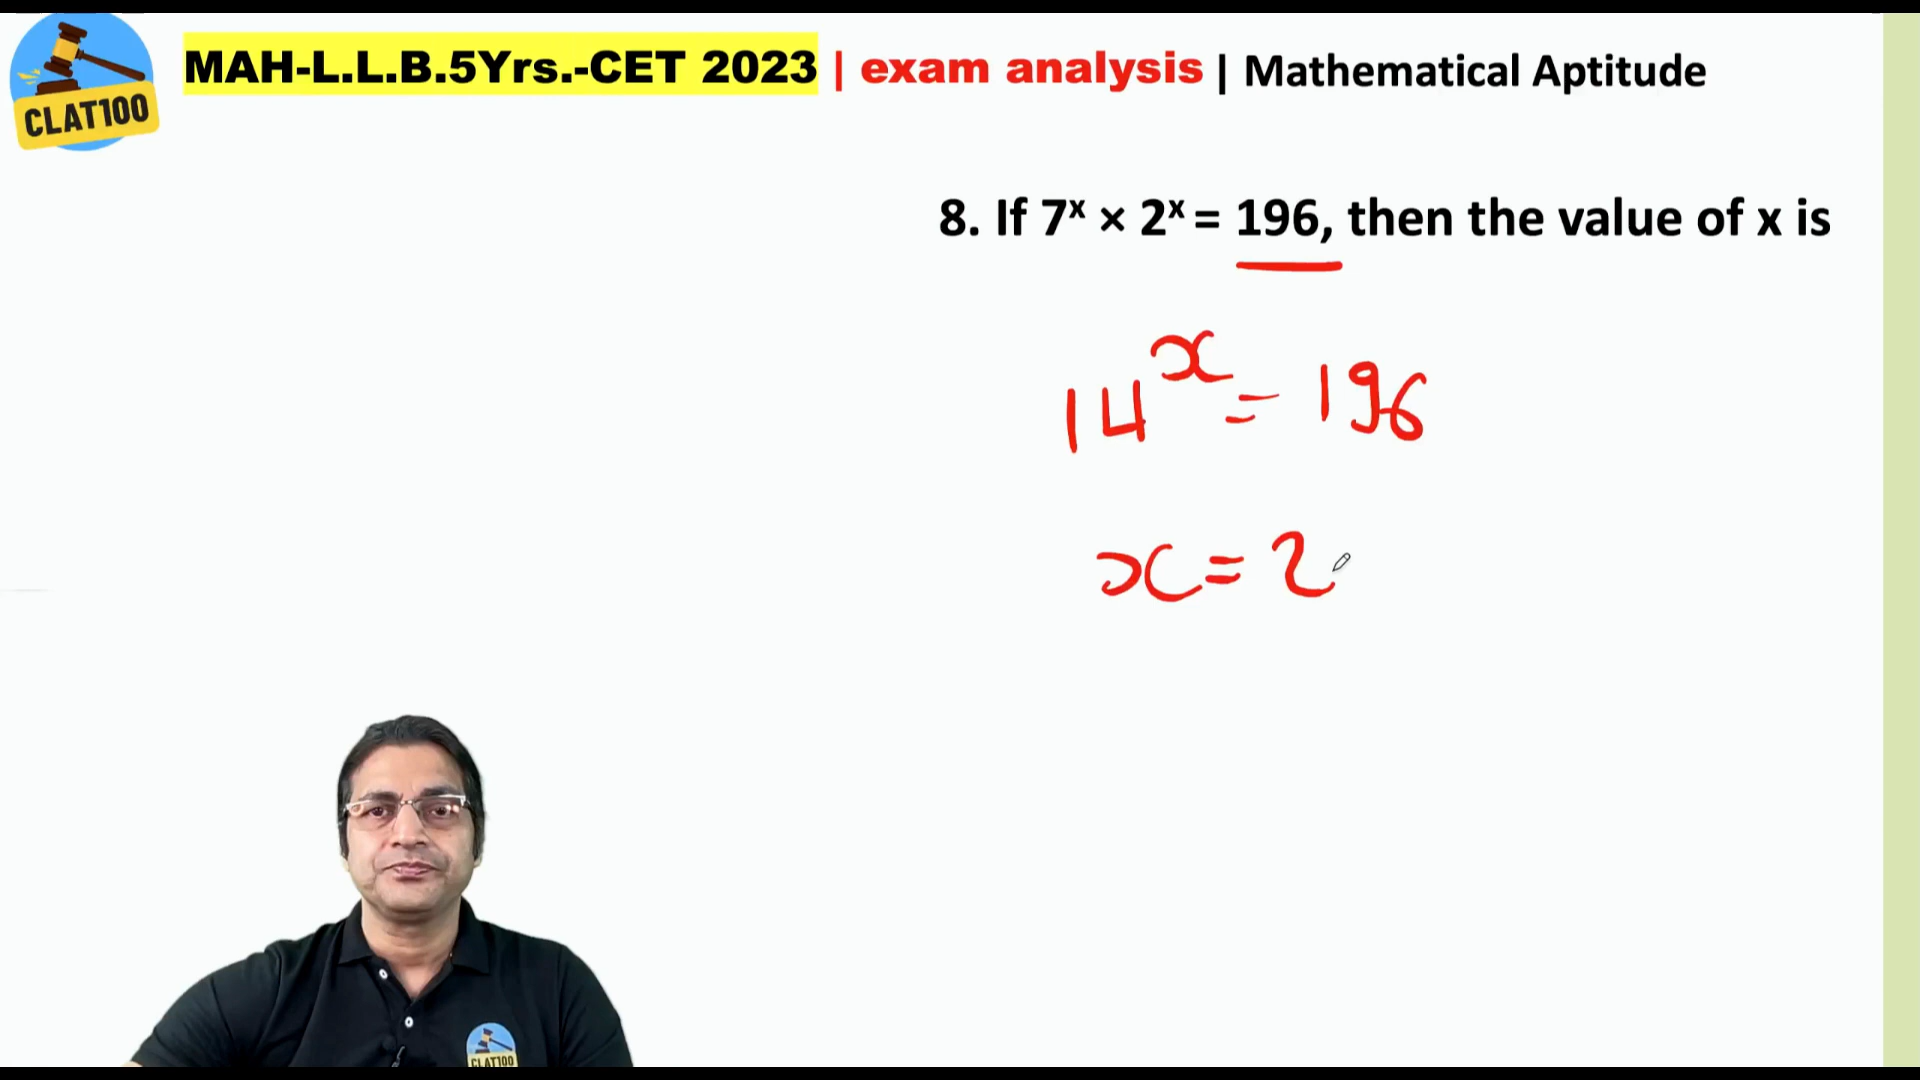 CLAT100
MAH-L.L.B.5Yrs.-CET 2023 | exam analysis | Mathematical Aptitude
8. If 7ˣ × 2ˣ = 196, then the value of x is
14ˣ = 196
x = 2
CLAT100